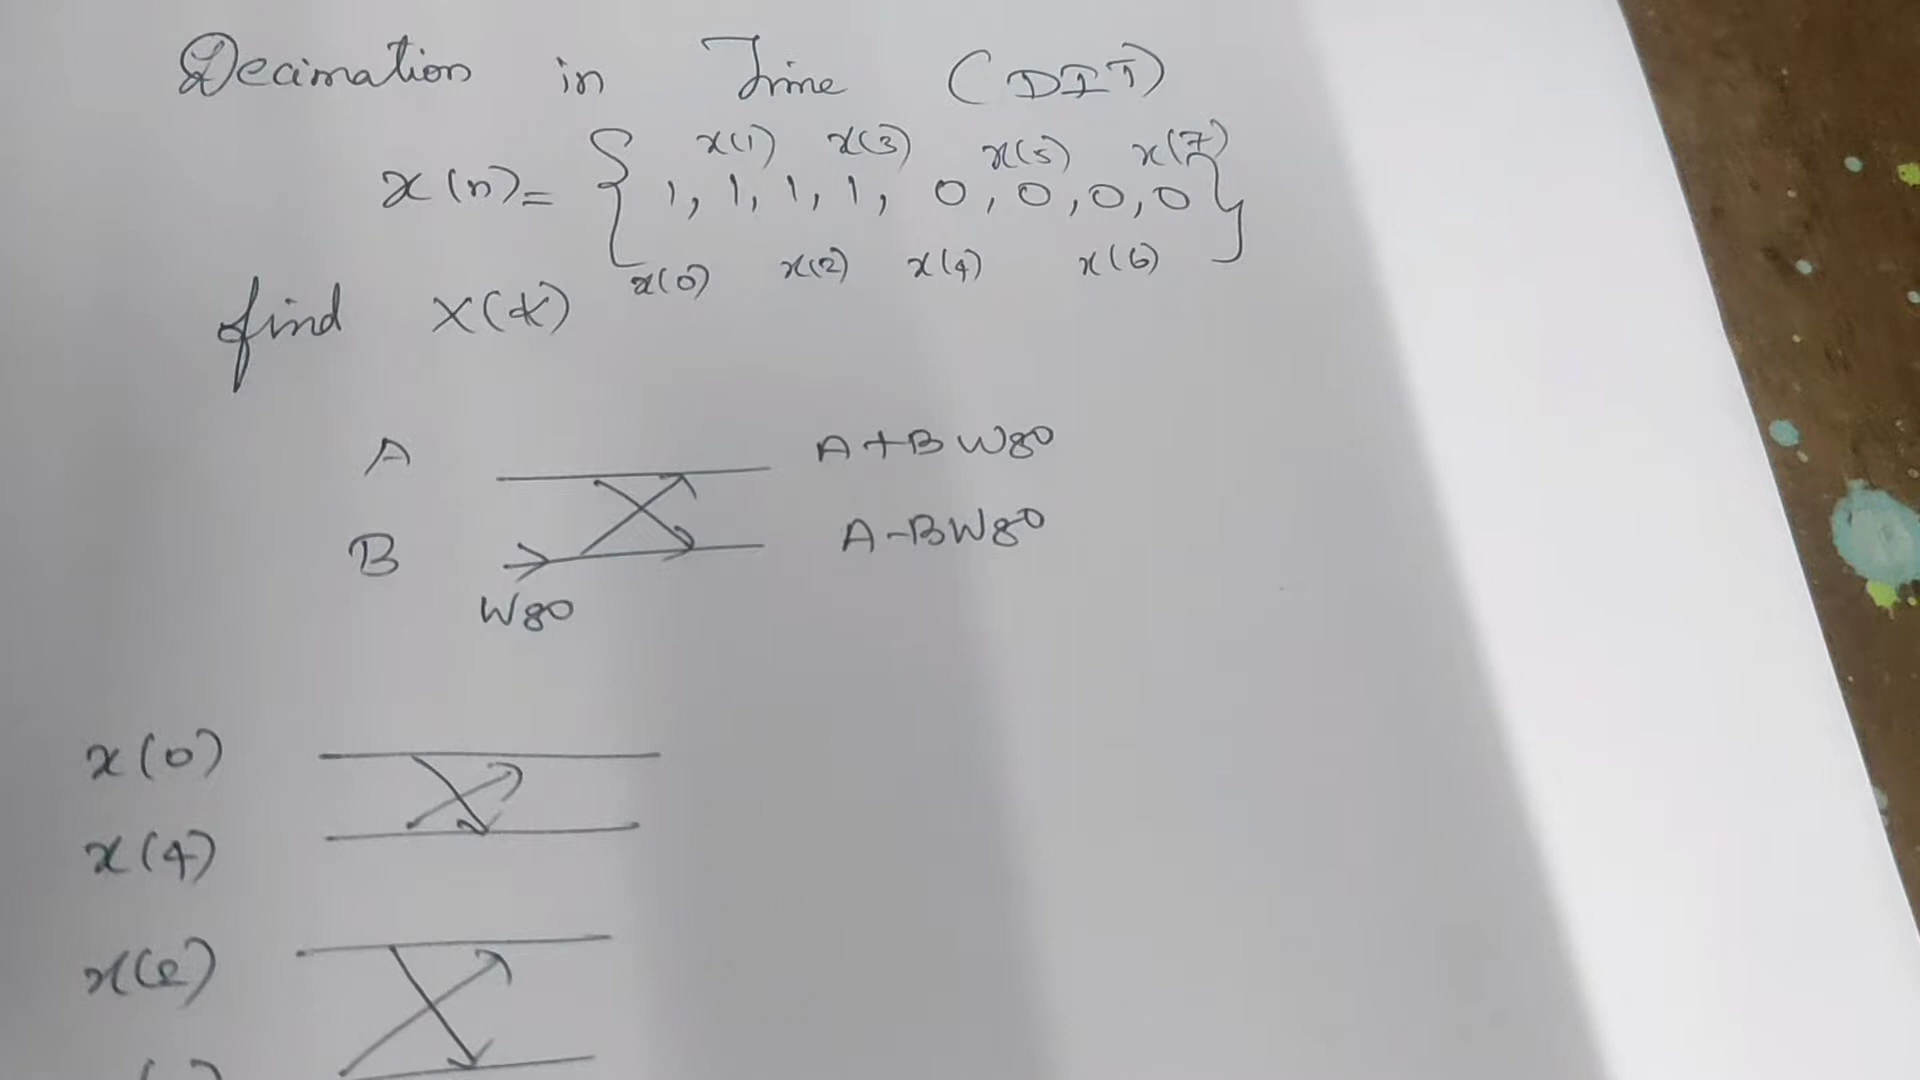 Decimation in Time (DIT)
x(1) x(3) x(5) x(7)
x(n)= { 1, 1, 1, 1, 0, 0, 0, 0 }
x(0) x(2) x(4) x(6)
find X(k)
A A+BW80
B A-BW80
W80
x(0)
x(4)
x(2)